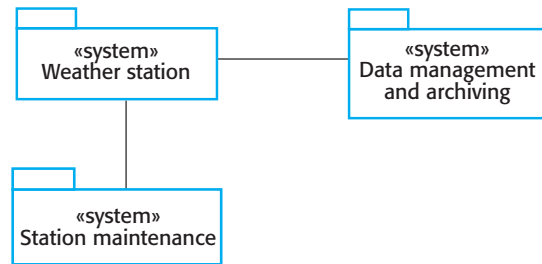 «system»
Weather station
«system»
Data management
and archiving
«system»
Station maintenance